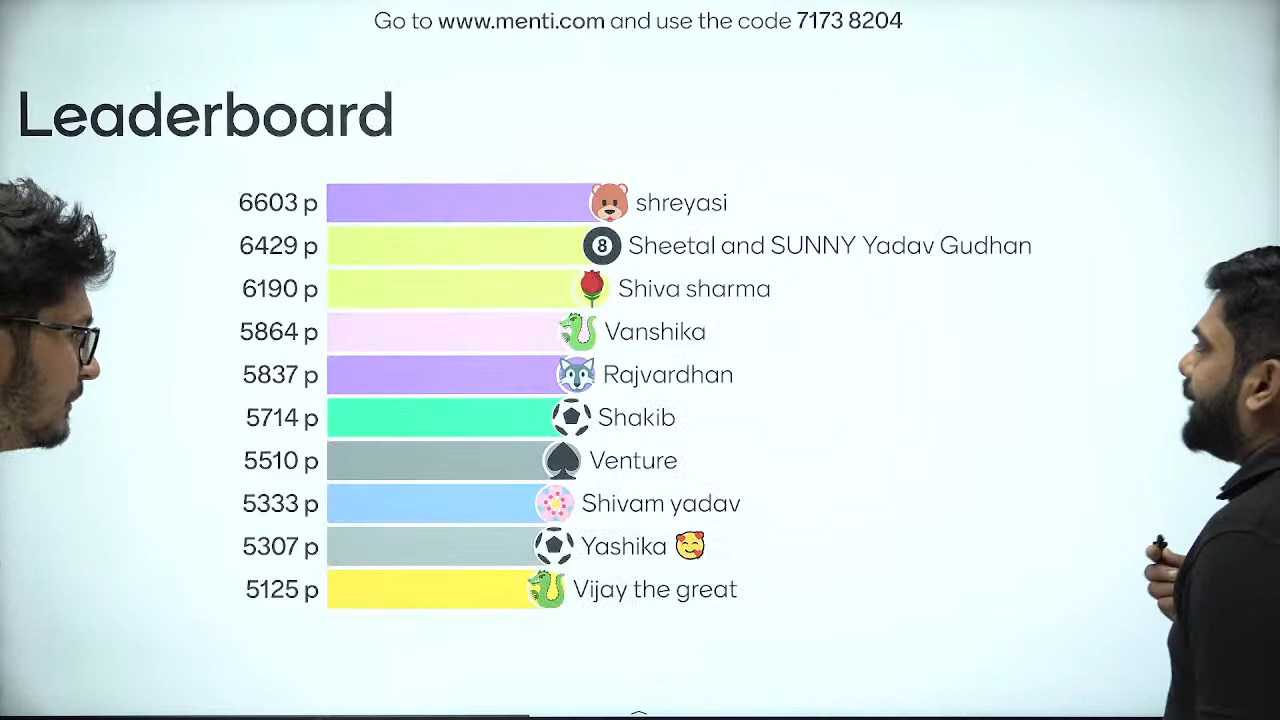 Go to www.menti.com and use the code 7173 8204
Leaderboard
6603 p shreyasi
6429 p 8 Sheetal and SUNNY Yadav Gudhan
6190 p Shiva sharma
5864 p Vanshika
5837 p Rajvardhan
5714 p Shakib
5510 p Venture
5333 p Shivam yadav
5307 p Yashika 🥰
5125 p Vijay the great